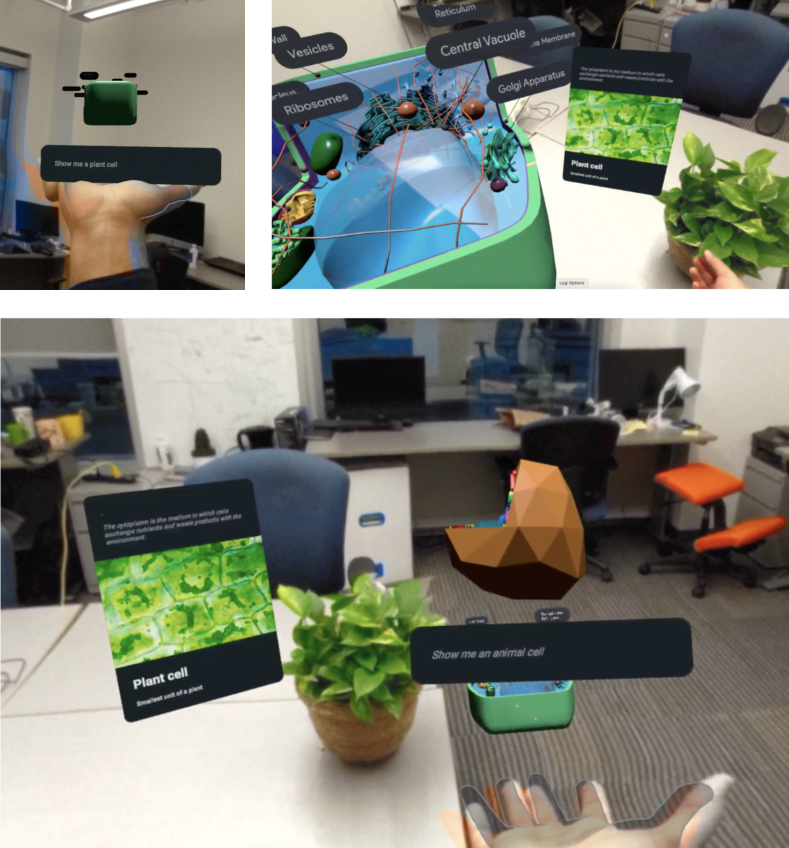 Show me a plant cell
Reticulum
Vesicles
Central Vacuole
Membrane
Ribosomes
Golgi Apparatus
The cytoplasm is the medium in which cells
exchange nutrients and waste products with the
environment.
Plant cell
Smallest unit of a plant
Logi Options
The cytoplasm is the medium in which cells
exchange nutrients and waste products with the
environment.
Plant cell
Smallest unit of a plant
Show me an animal cell